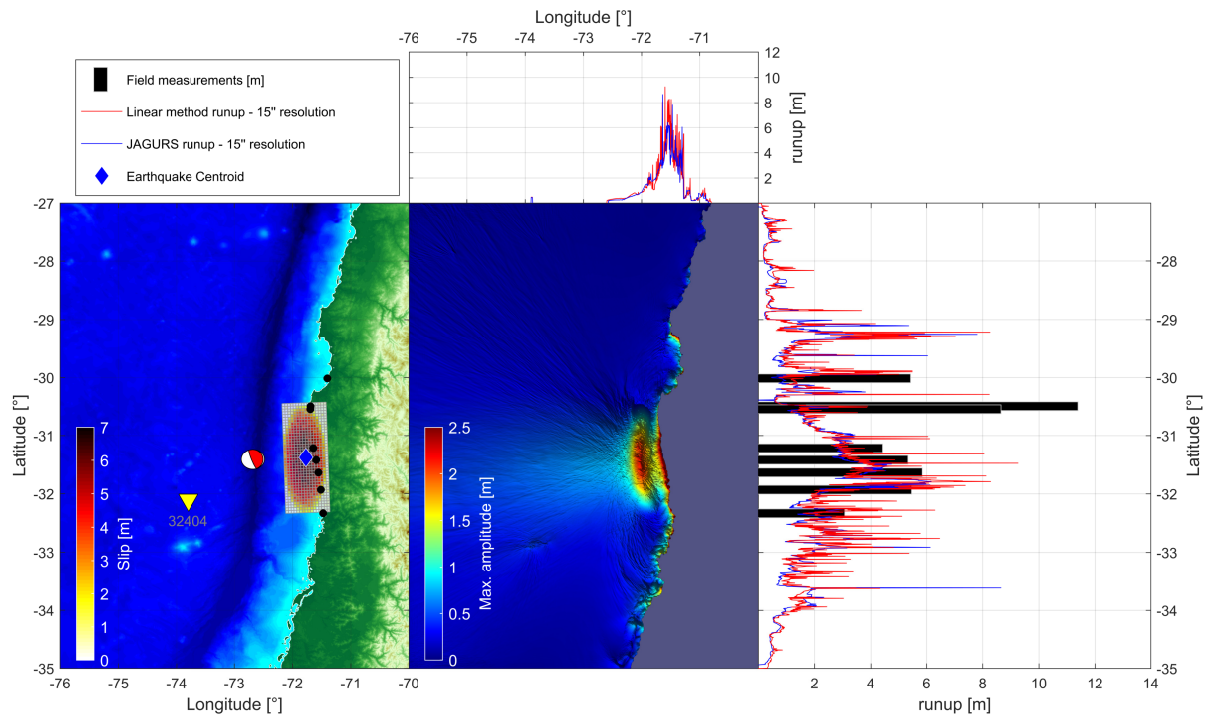 Longitude [°]
-76 -75 -74 -73 -72 -71
12
10
8
6
4
2
runup [m]
Field measurements [m]
Linear method runup - 15" resolution
JAGURS runup - 15" resolution
Earthquake Centroid
-27
-28
-29
-30
-31
-32
-33
-34
-35
Latitude [°]
7
6
5
4
3
2
1
0
Slip [m]
32404
-76 -75 -74 -73 -72 -71 -70
Longitude [°]
2.5
2
1.5
1
0.5
0
Max. amplitude [m]
-28
-29
-30
-31
-32
-33
-34
-35
Latitude [°]
2 4 6 8 10 12 14
runup [m]